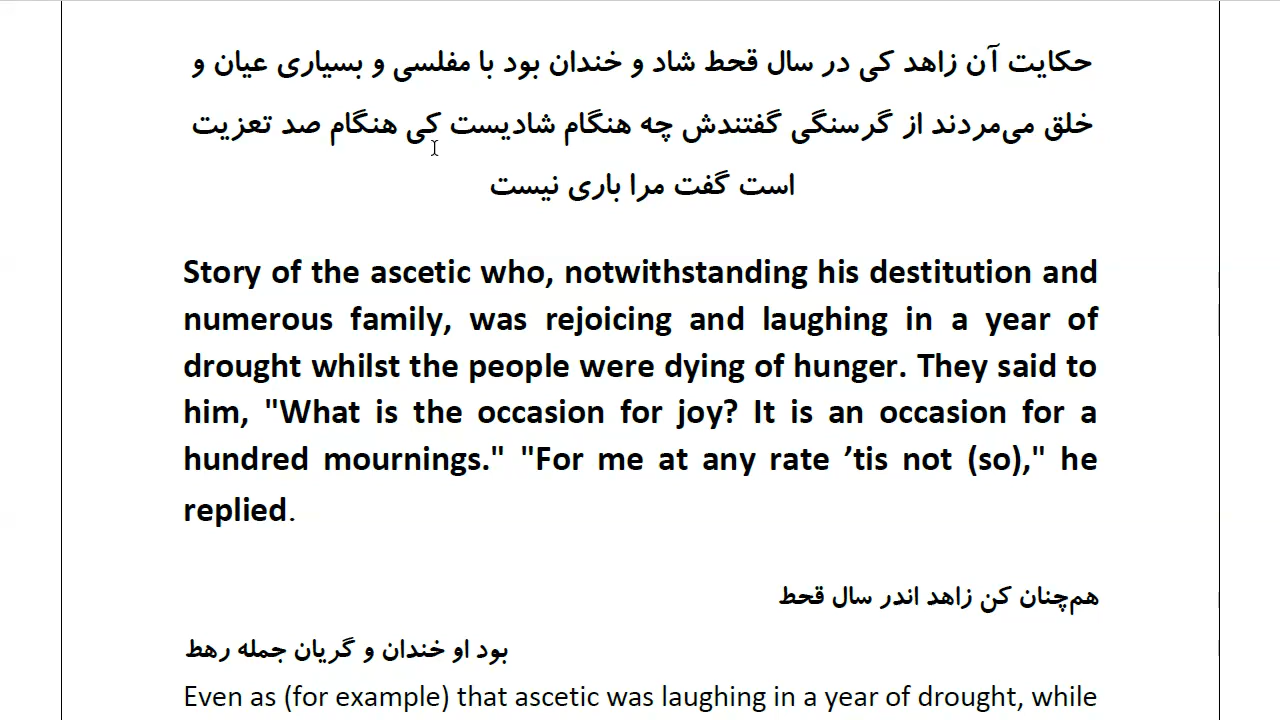 حکایت آن زاهد کی در سال قحط شاد و خندان بود با مفلسی و بسیاری عیان و
خلق می‌مردند از گرسنگی گفتندش چه هنگام شادیست کی هنگام صد تعزیت
است گفت مرا باری نیست
Story of the ascetic who, notwithstanding his destitution and
numerous family, was rejoicing and laughing in a year of
drought whilst the people were dying of hunger. They said to
him, "What is the occasion for joy? It is an occasion for a
hundred mournings." "For me at any rate ’tis not (so)," he
replied.
هم‌چنان کن زاهد اندر سال قحط
بود او خندان و گریان جمله رهط
Even as (for example) that ascetic was laughing in a year of drought, while